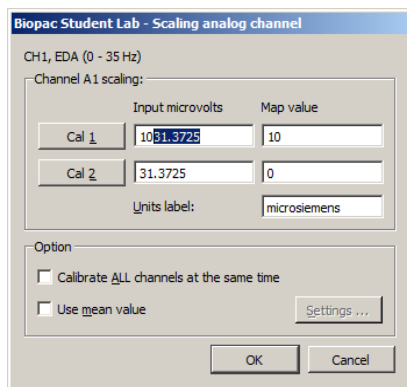 Biopac Student Lab - Scaling analog channel
CH1, EDA (0 - 35 Hz)
Channel A1 scaling:
Input microvolts Map value
Cal 1 1031.3725 10
Cal 2 31.3725 0
Units label: microsiemens
Option
Calibrate ALL channels at the same time
Use mean value Settings ...
OK Cancel